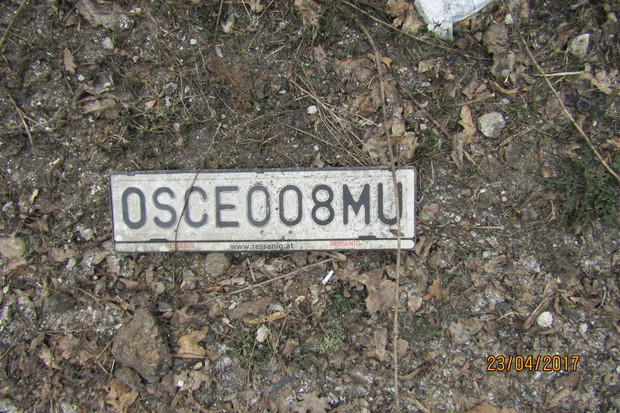 OSCE008MU
RESSENIG www.ressenig.at RESSENIG
23/04/2017